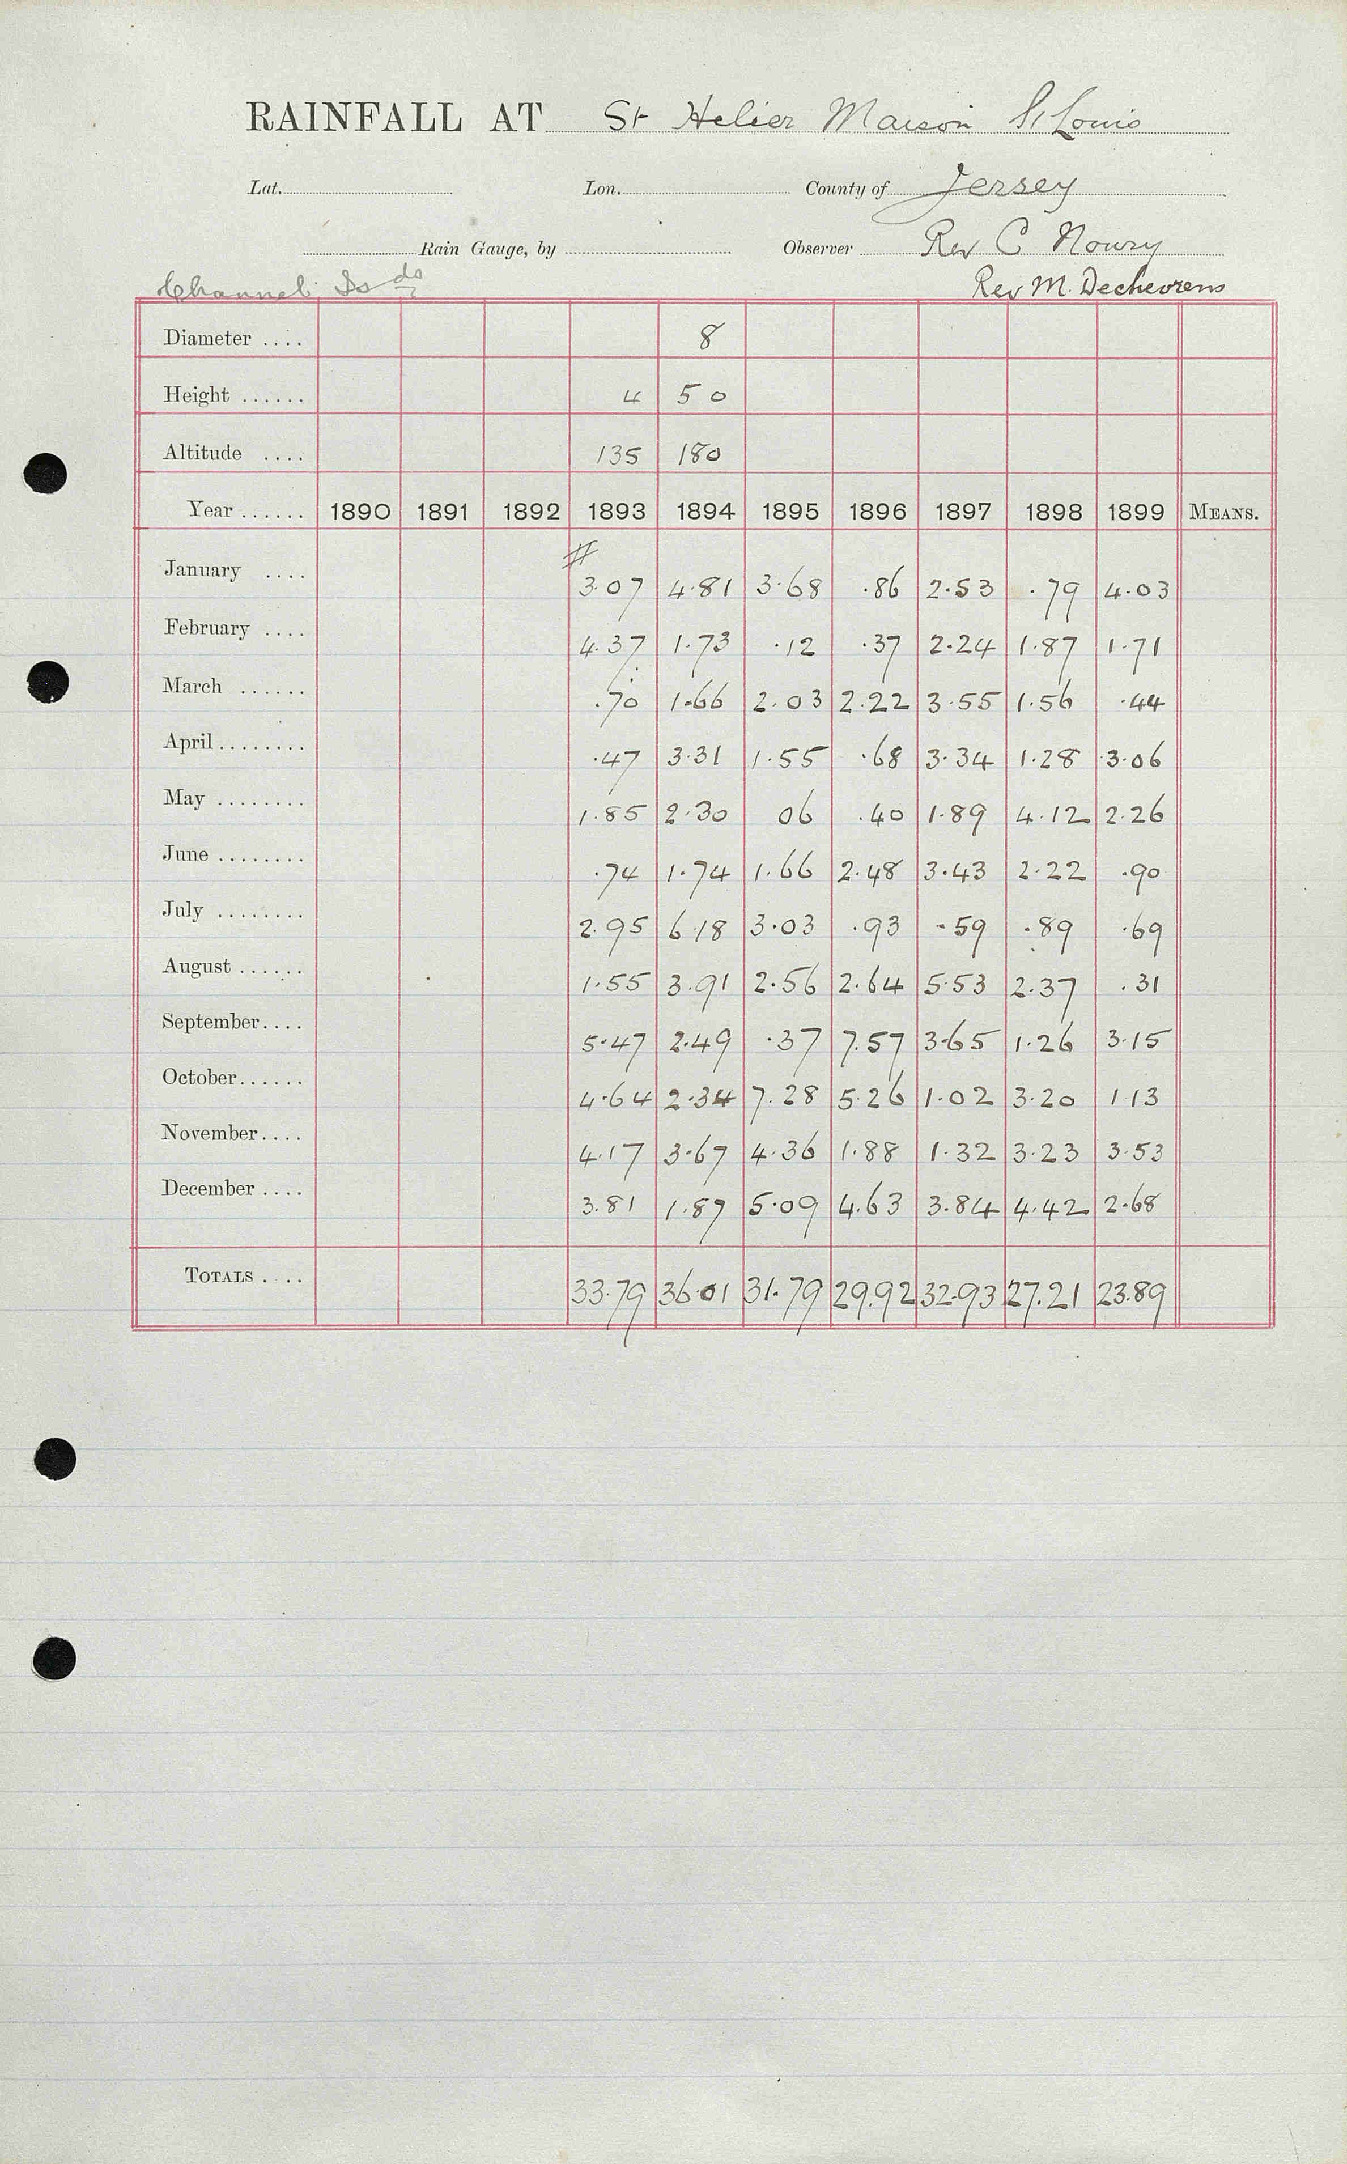 RAINFALL AT St Helier Maison St Louis
Lat. Lon. County of Jersey
Rain Gauge, by Observer Rev C Noury
Channel Isds Rev M. Dechevrens
Diameter .... 8
Height ...... 4 50
Altitude .... 135 180
Year ...... 1890 1891 1892 1893 1894 1895 1896 1897 1898 1899 MEANS.
#
January .... 3.07 4.81 3.68 .86 2.53 .79 4.03
February .... 4.37 1.73 .12 .37 2.24 1.87 1.71
March ...... .70 1.66 2.03 2.22 3.55 1.56 .44
April ........ .47 3.31 1.55 .68 3.34 1.28 3.06
May ........ 1.85 2.30 06 .40 1.89 4.12 2.26
June ........ .74 1.74 1.66 2.48 3.43 2.22 .90
July ........ 2.95 6.18 3.03 .93 .59 .89 .69
August ...... 1.55 3.91 2.56 2.64 5.53 2.37 .31
September.... 5.47 2.49 .37 7.57 3.65 1.26 3.15
October...... 4.64 2.34 7.28 5.26 1.02 3.20 1.13
November.... 4.17 3.67 4.36 1.88 1.32 3.23 3.53
December .... 3.81 1.87 5.09 4.63 3.84 4.42 2.68
TOTALS .... 33.79 36.01 31.79 29.92 32.93 27.21 23.89